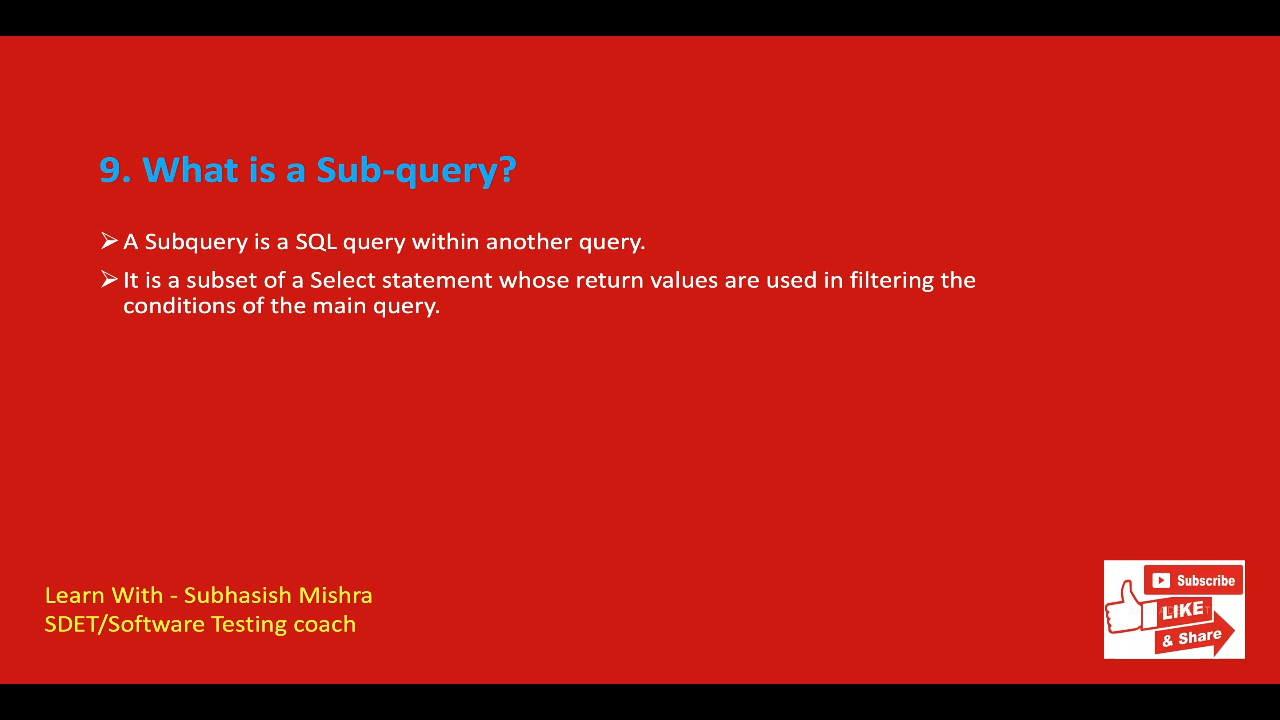 9. What is a Sub-query?
➢ A Subquery is a SQL query within another query.
➢ It is a subset of a Select statement whose return values are used in filtering the
conditions of the main query.
Learn With - Subhasish Mishra
SDET/Software Testing coach
Subscribe
LIKE
& Share